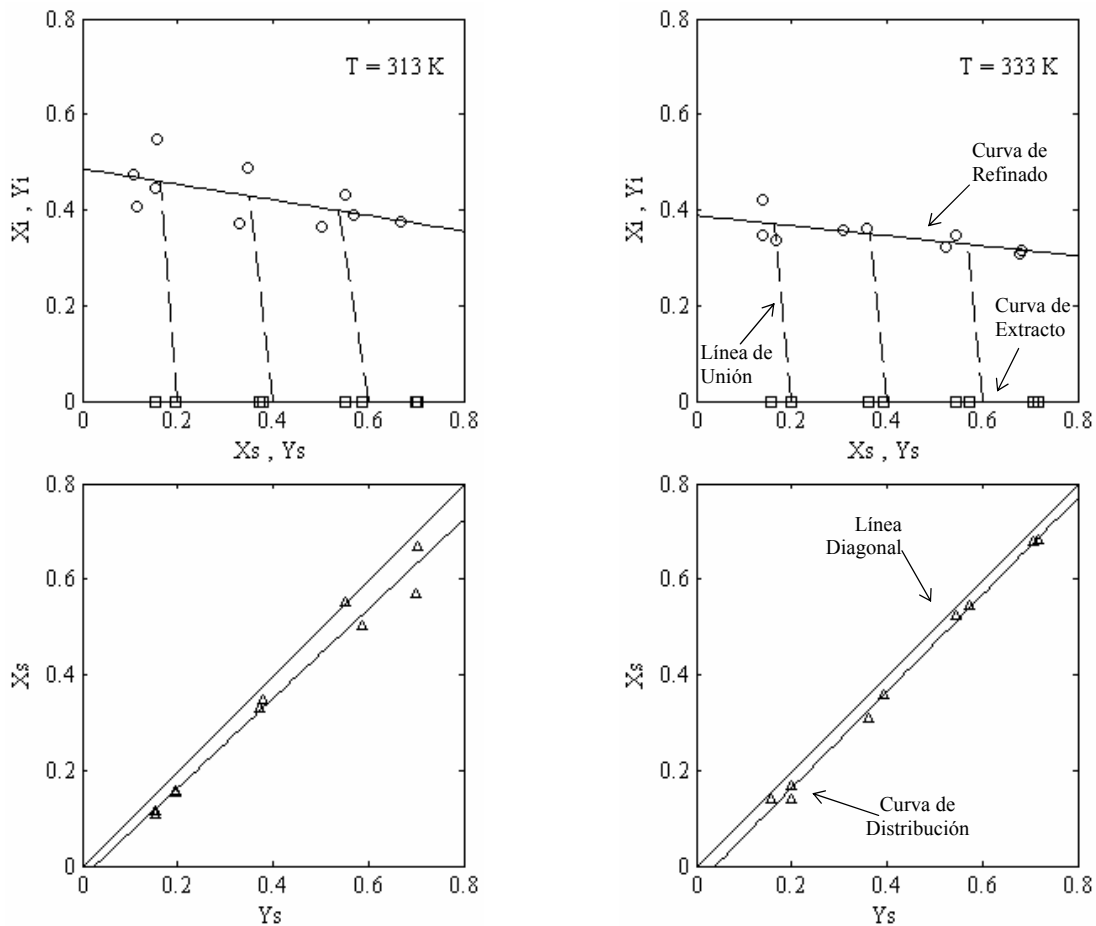 0.8
T = 313 K
0.6
Xi , Yi
0.4
0.2
0
0 0.2 0.4 0.6 0.8
Xs , Ys
0.8
T = 333 K
0.6
Curva de
Refinado
Xi , Yi
0.4
Curva de
Extracto
0.2
Línea de
Unión
0
0 0.2 0.4 0.6 0.8
Xs , Ys
0.8
0.6
Xs
0.4
0.2
0
0 0.2 0.4 0.6 0.8
Ys
0.8
Línea
Diagonal
0.6
Xs
0.4
0.2
Curva de
Distribución
0
0 0.2 0.4 0.6 0.8
Ys